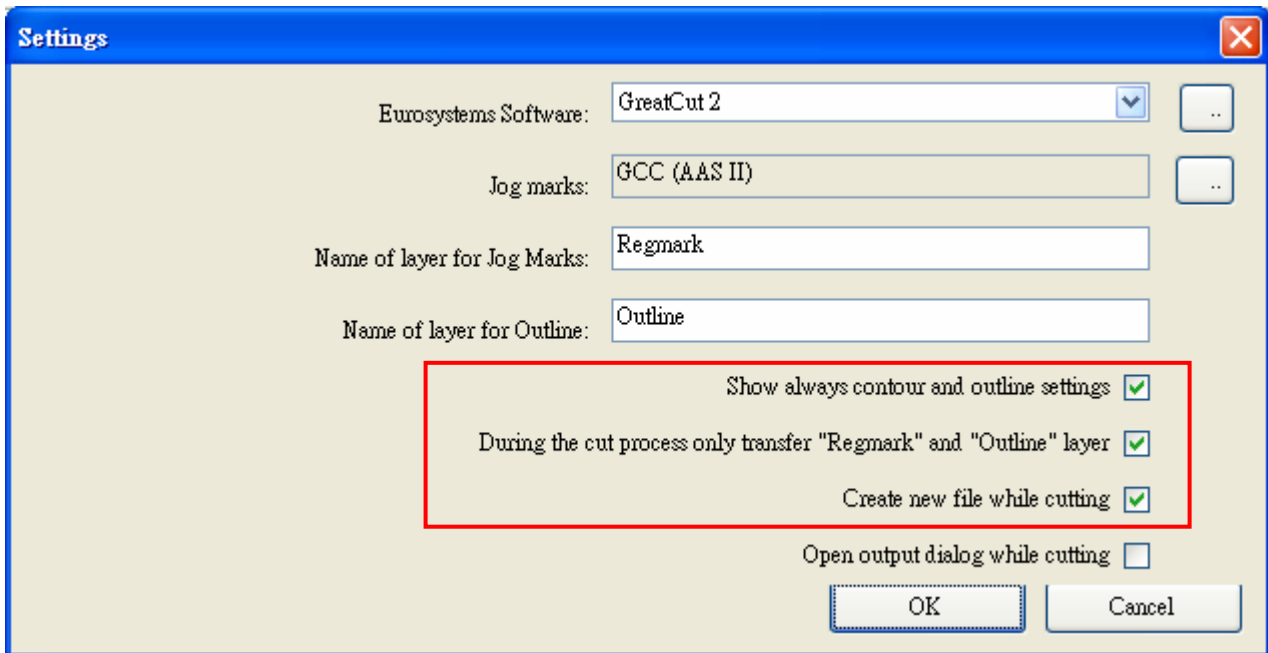 Settings
Eurosystems Software: GreatCut 2 ..
Jog marks: GCC (AAS II) ..
Name of layer for Jog Marks: Regmark
Name of layer for Outline: Outline
Show always contour and outline settings
During the cut process only transfer "Regmark" and "Outline" layer
Create new file while cutting
Open output dialog while cutting
OK Cancel